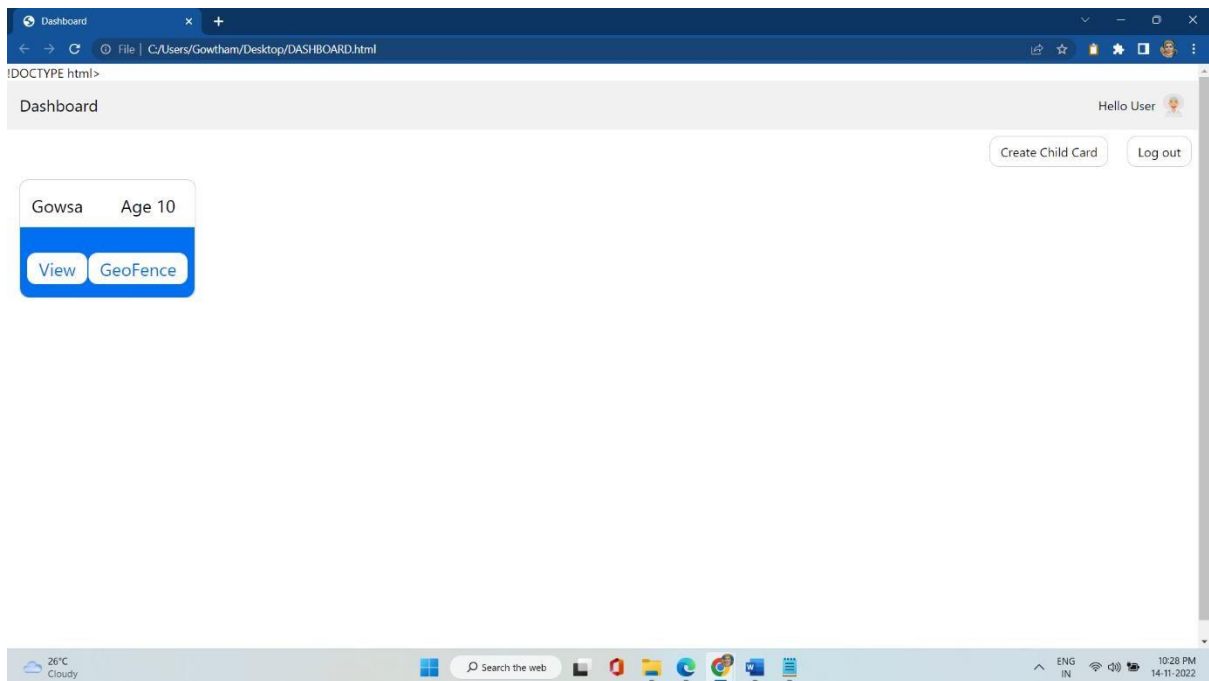 Dashboard
File | C:/Users/Gowtham/Desktop/DASHBOARD.html
!DOCTYPE html>
Dashboard Hello User
Create Child Card Log out
Gowsa Age 10
View GeoFence
26°C
Cloudy
Search the web
ENG
IN
10:28 PM
14-11-2022